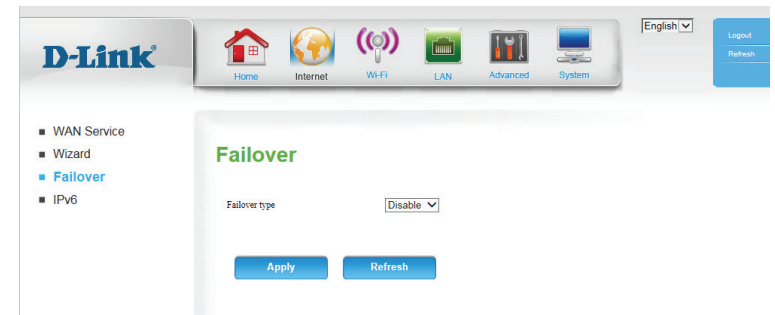 D-Link®
Home Internet Wi-Fi LAN Advanced System
English
Logout
Refresh
WAN Service
Wizard
Failover
IPv6
Failover
Failover type Disable
Apply Refresh